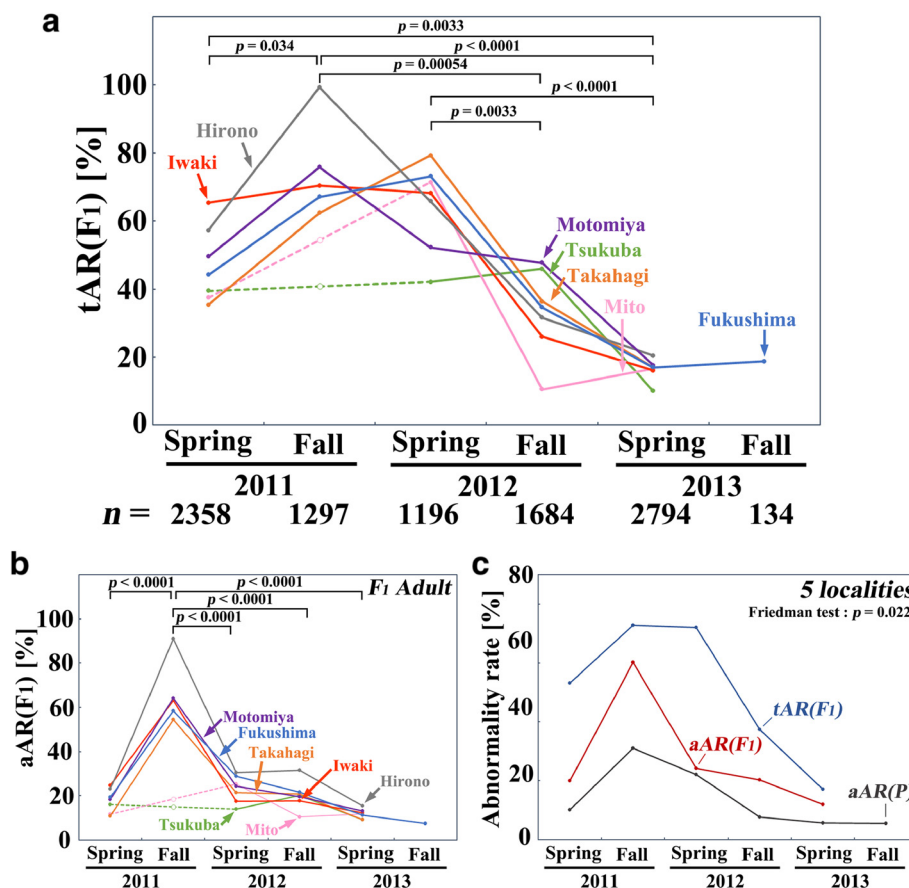 a
p = 0.0033
p = 0.034
p < 0.0001
p = 0.00054
p < 0.0001
p = 0.0033
tAR(F1) [%]
100
80
60
40
20
0
Hirono
Iwaki
Motomiya
Tsukuba
Takahagi
Mito
Fukushima
Spring Fall Spring Fall Spring Fall
2011 2012 2013
n = 2358 1297 1196 1684 2794 134
b
F1 Adult
p < 0.0001
p < 0.0001
p < 0.0001
p < 0.0001
aAR(F1) [%]
100
80
60
40
20
0
Motomiya
Fukushima
Takahagi
Iwaki
Hirono
Tsukuba
Mito
Spring Fall Spring Fall Spring Fall
2011 2012 2013
c
5 localities
Friedman test : p = 0.022
Abnormality rate [%]
80
60
40
20
0
tAR(F1)
aAR(F1)
aAR(P)
Spring Fall Spring Fall Spring Fall
2011 2012 2013